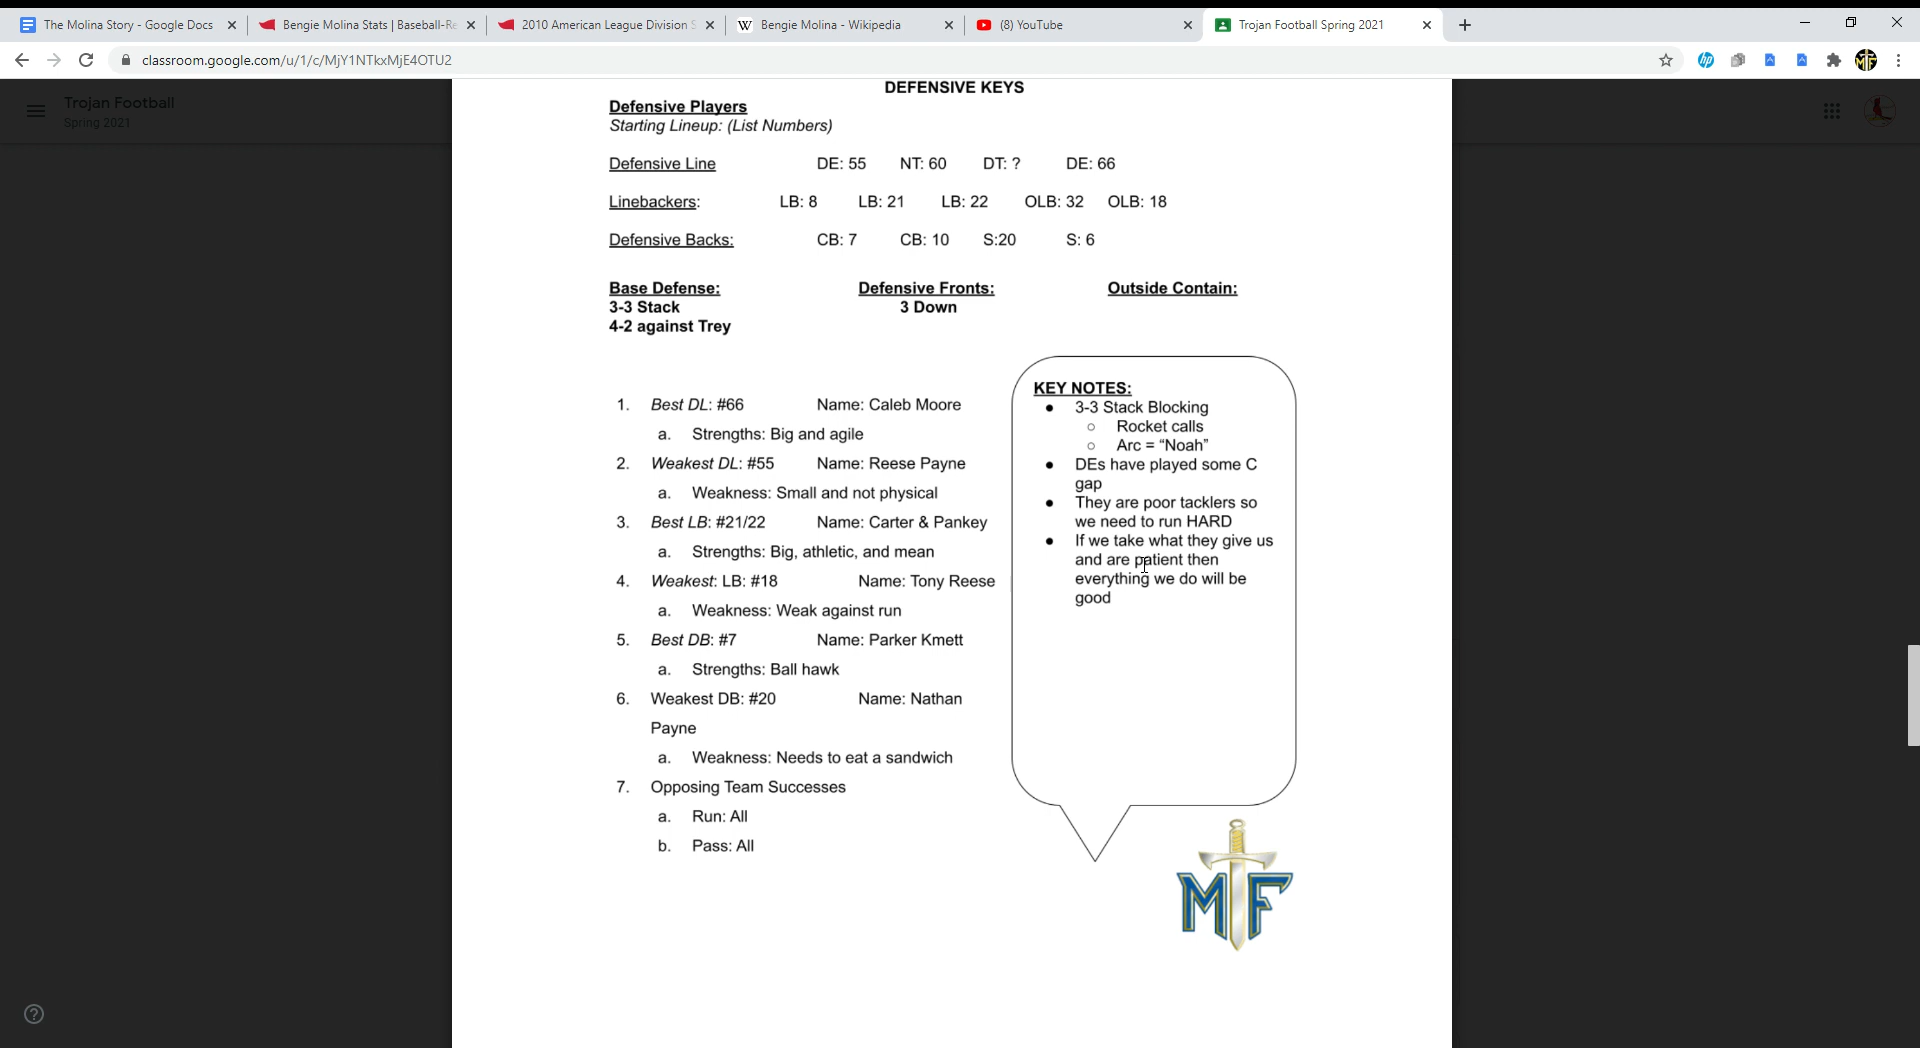 The Molina Story - Google Docs
Bengie Molina Stats | Baseball-Re
2010 American League Division S
Bengie Molina - Wikipedia
(8) YouTube
Trojan Football Spring 2021
classroom.google.com/u/1/c/MjY1NTkxMjE4OTU2
Trojan Football
Spring 2021
DEFENSIVE KEYS
Defensive Players
Starting Lineup: (List Numbers)
Defensive Line DE: 55 NT: 60 DT: ? DE: 66
Linebackers: LB: 8 LB: 21 LB: 22 OLB: 32 OLB: 18
Defensive Backs: CB: 7 CB: 10 S:20 S: 6
Base Defense: Defensive Fronts: Outside Contain:
3-3 Stack 3 Down
4-2 against Trey
1. Best DL: #66 Name: Caleb Moore
a. Strengths: Big and agile
2. Weakest DL: #55 Name: Reese Payne
a. Weakness: Small and not physical
3. Best LB: #21/22 Name: Carter & Pankey
a. Strengths: Big, athletic, and mean
4. Weakest: LB: #18 Name: Tony Reese
a. Weakness: Weak against run
5. Best DB: #7 Name: Parker Kmett
a. Strengths: Ball hawk
6. Weakest DB: #20 Name: Nathan
Payne
a. Weakness: Needs to eat a sandwich
7. Opposing Team Successes
a. Run: All
b. Pass: All
KEY NOTES:
● 3-3 Stack Blocking
○ Rocket calls
○ Arc = “Noah”
● DEs have played some C
gap
● They are poor tacklers so
we need to run HARD
● If we take what they give us
and are patient then
everything we do will be
good
MF